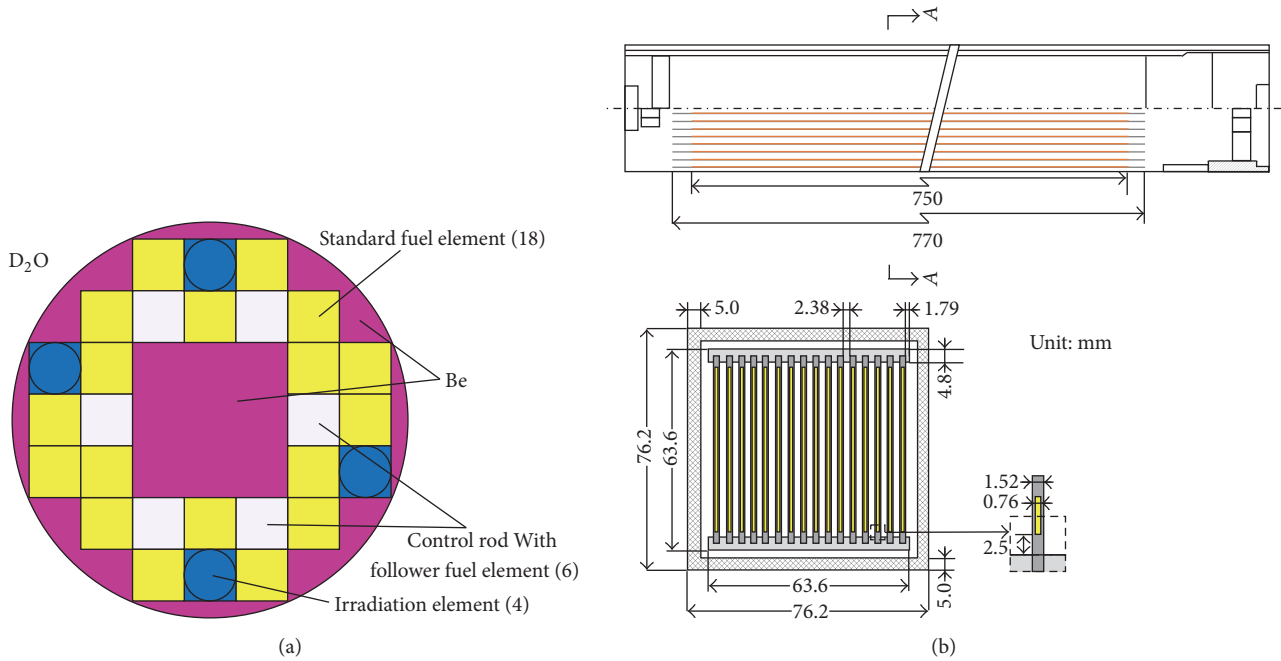 D₂O
Standard fuel element (18)
Be
Control rod With
follower fuel element (6)
Irradiation element (4)
(a)
A
750
770
A
5.0
2.38
1.79
Unit: mm
4.8
76.2
63.6
1.52
0.76
2.5
63.6
5.0
76.2
(b)